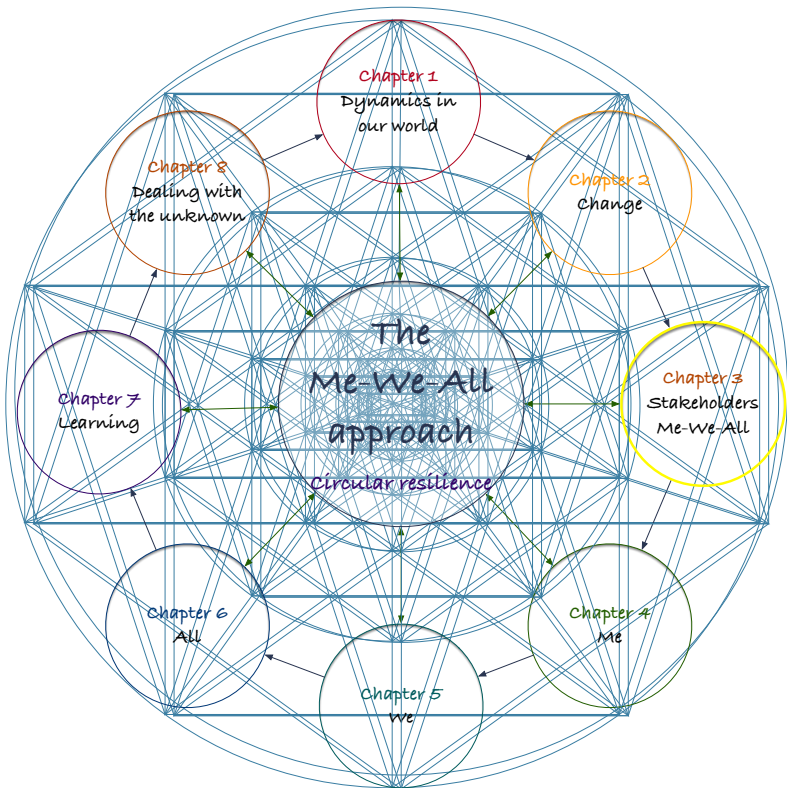 Chapter 1
Dynamics in
our world
Chapter 2
Change
Chapter 3
Stakeholders
Me-We-All
Chapter 4
Me
Chapter 5
We
Chapter 6
All
Chapter 7
Learning
Chapter 8
Dealing with
the unknown
The
Me-We-All
approach
Circular resilience